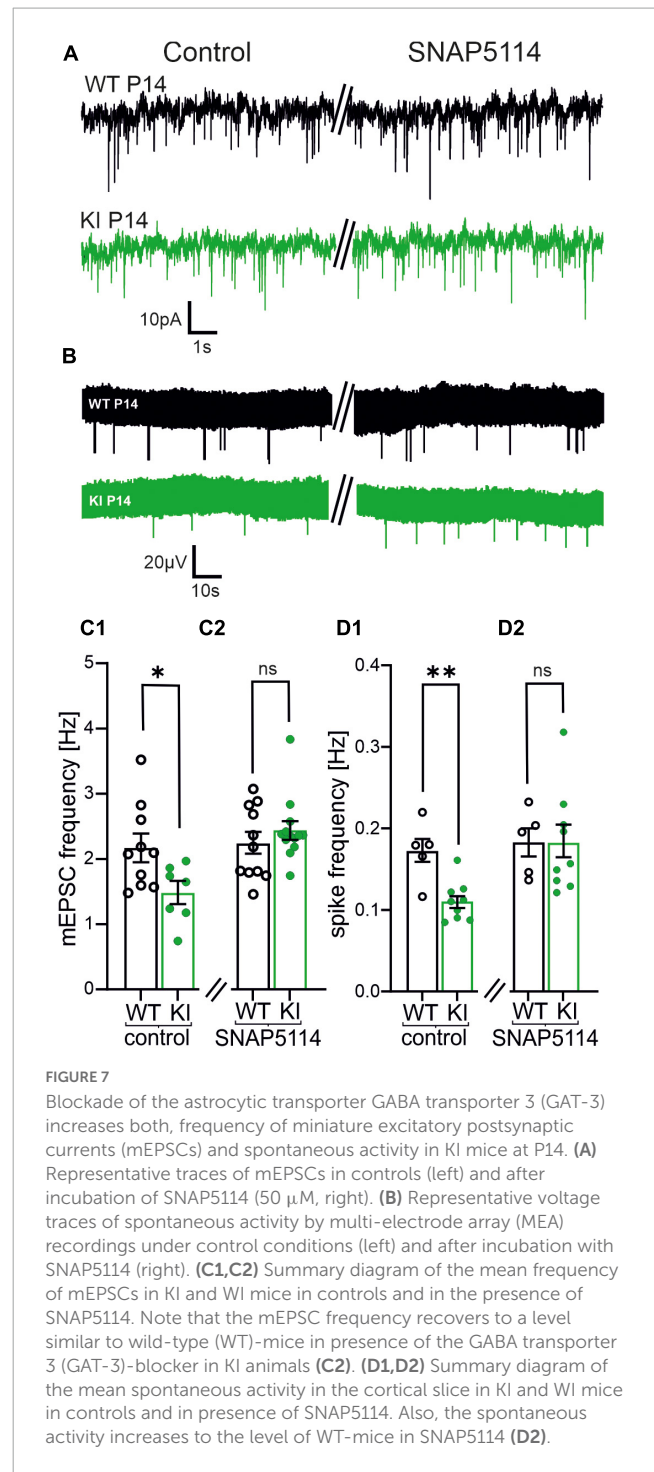 A
Control
SNAP5114
WT P14
KI P14
10pA
1s
B
WT P14
KI P14
20µV
10s
C1
C2
D1
D2
*
ns
**
ns
mEPSC frequency [Hz]
5
4
3
2
1
0
spike frequency [Hz]
0.4
0.3
0.2
0.1
0.0
WT KI
control
WT KI
SNAP5114
WT KI
control
WT KI
SNAP5114
FIGURE 7
Blockade of the astrocytic transporter GABA transporter 3 (GAT-3)
increases both, frequency of miniature excitatory postsynaptic
currents (mEPSCs) and spontaneous activity in KI mice at P14. (A)
Representative traces of mEPSCs in controls (left) and after
incubation of SNAP5114 (50 μM, right). (B) Representative voltage
traces of spontaneous activity by multi-electrode array (MEA)
recordings under control conditions (left) and after incubation with
SNAP5114 (right). (C1,C2) Summary diagram of the mean frequency
of mEPSCs in KI and WI mice in controls and in the presence of
SNAP5114. Note that the mEPSC frequency recovers to a level
similar to wild-type (WT)-mice in presence of the GABA transporter
3 (GAT-3)-blocker in KI animals (C2). (D1,D2) Summary diagram of
the mean spontaneous activity in the cortical slice in KI and WI mice
in controls and in presence of SNAP5114. Also, the spontaneous
activity increases to the level of WT-mice in SNAP5114 (D2).